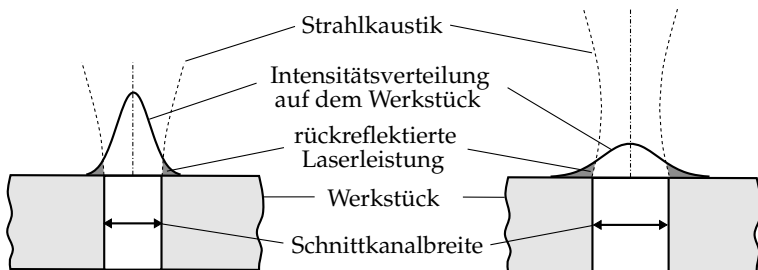 Strahlkaustik
Intensitätsverteilung
auf dem Werkstück
rückreflektierte
Laserleistung
Werkstück
Schnittkanalbreite